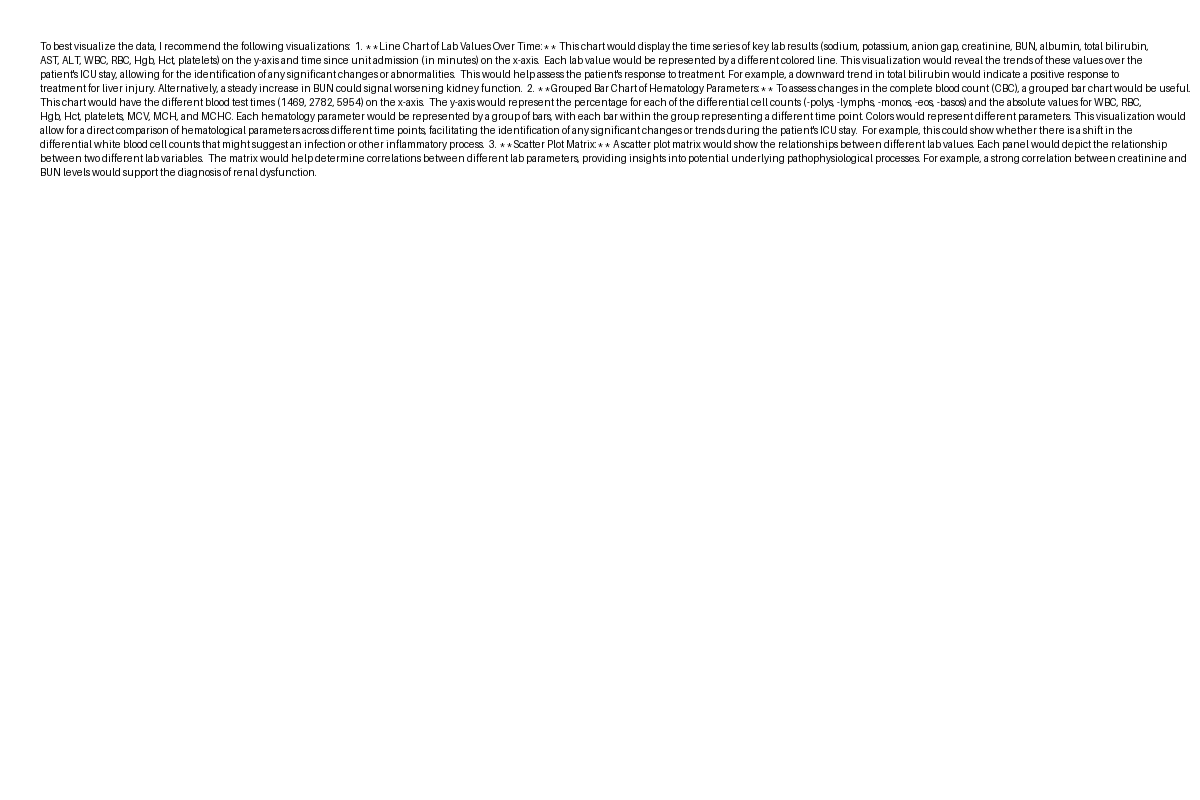 To best visualize the data, I recommend the following visualizations:  1. **Line Chart of Lab Values Over Time:** This chart would display the time series of key lab results (sodium, potassium, anion gap, creatinine, BUN, albumin, total bilirubin,
AST, ALT, WBC, RBC, Hgb, Hct, platelets) on the y-axis and time since unit admission (in minutes) on the x-axis.  Each lab value would be represented by a different colored line. This visualization would reveal the trends of these values over the
patient's ICU stay, allowing for the identification of any significant changes or abnormalities.  This would help assess the patient's response to treatment. For example, a downward trend in total bilirubin would indicate a positive response to
treatment for liver injury. Alternatively, a steady increase in BUN could signal worsening kidney function.  2. **Grouped Bar Chart of Hematology Parameters:** To assess changes in the complete blood count (CBC), a grouped bar chart would be useful.
This chart would have the different blood test times (1469, 2782, 5954) on the x-axis.  The y-axis would represent the percentage for each of the differential cell counts (-polys, -lymphs, -monos, -eos, -basos) and the absolute values for WBC, RBC,
Hgb, Hct, platelets, MCV, MCH, and MCHC. Each hematology parameter would be represented by a group of bars, with each bar within the group representing a different time point. Colors would represent different parameters. This visualization would
allow for a direct comparison of hematological parameters across different time points, facilitating the identification of any significant changes or trends during the patient's ICU stay.  For example, this could show whether there is a shift in the
differential white blood cell counts that might suggest an infection or other inflammatory process.  3. **Scatter Plot Matrix:** A scatter plot matrix would show the relationships between different lab values. Each panel would depict the relationship
between two different lab variables.  The matrix would help determine correlations between different lab parameters, providing insights into potential underlying pathophysiological processes. For example, a strong correlation between creatinine and
BUN levels would support the diagnosis of renal dysfunction.